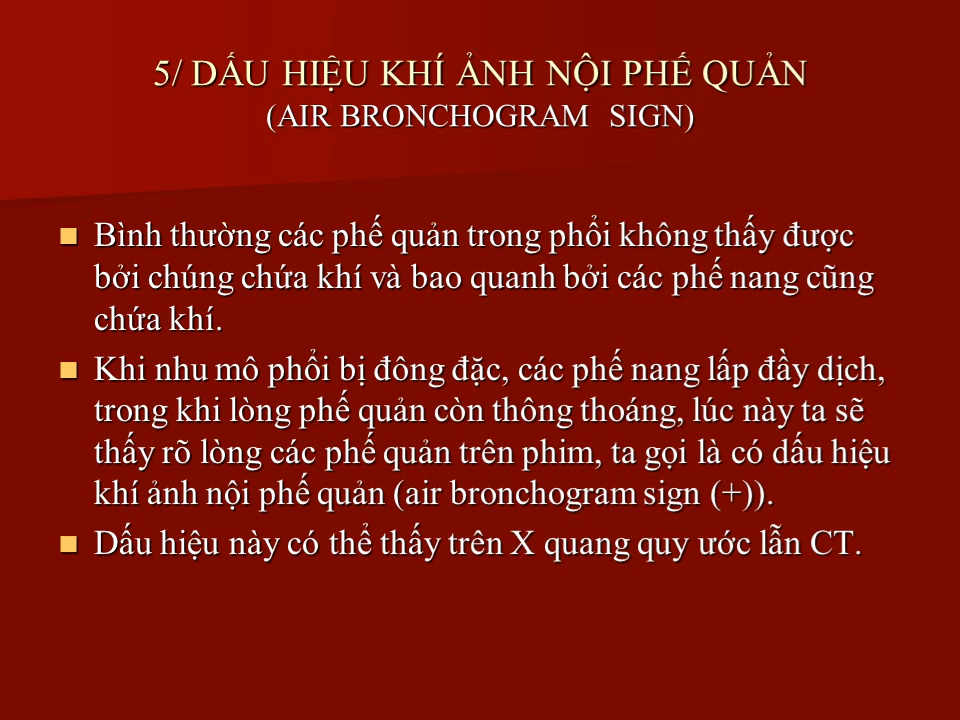 5/ DẤU HIỆU KHÍ ẢNH NỘI PHẾ QUẢN
(AIR BRONCHOGRAM SIGN)
Bình thường các phế quản trong phổi không thấy được
bởi chúng chứa khí và bao quanh bởi các phế nang cũng
chứa khí.
Khi nhu mô phổi bị đông đặc, các phế nang lấp đầy dịch,
trong khi lòng phế quản còn thông thoáng, lúc này ta sẽ
thấy rõ lòng các phế quản trên phim, ta gọi là có dấu hiệu
khí ảnh nội phế quản (air bronchogram sign (+)).
Dấu hiệu này có thể thấy trên X quang quy ước lẫn CT.